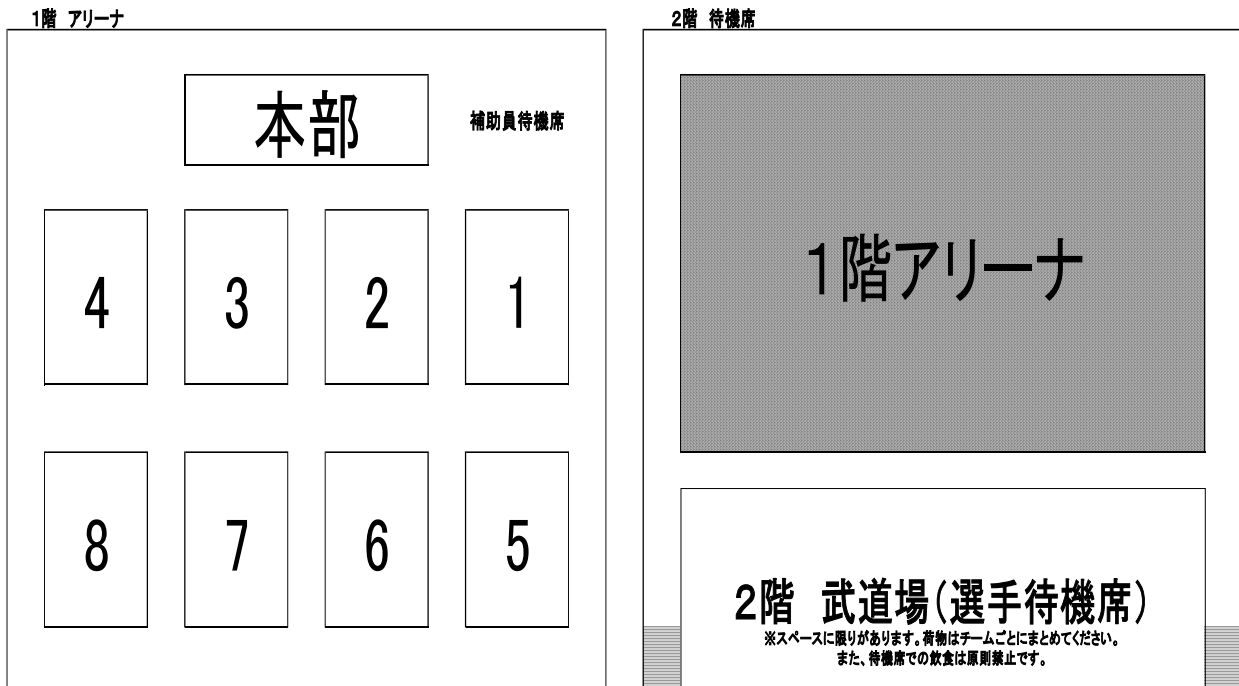 1階 アリーナ
本部
補助員待機席
4 3 2 1
8 7 6 5
2階 待機席
1階アリーナ
2階 武道場(選手待機席)
※スペースに限りがあります。荷物はチームごとにまとめてください。
また、待機席での飲食は原則禁止です。